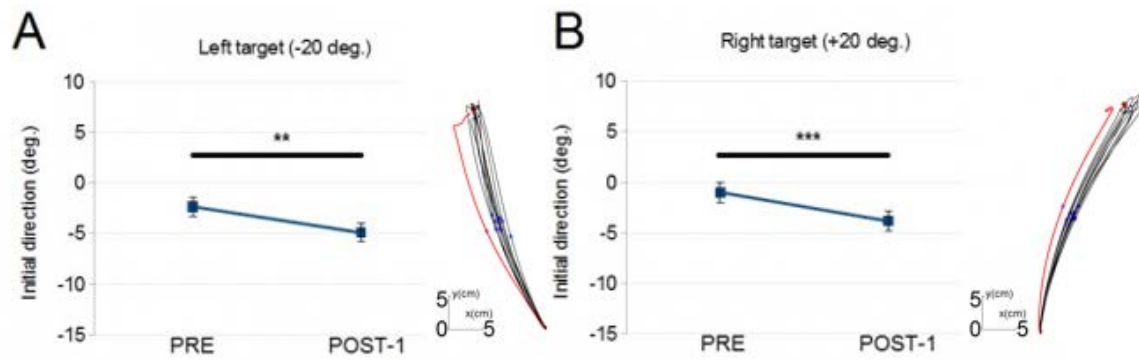 A
Left target (-20 deg.)
Initial direction (deg.)
10
5
0
-5
-10
-15
**
PRE
POST-1
5
y(cm)
x(cm)
0
5
B
Right target (+20 deg.)
Initial direction (deg.)
10
5
0
-5
-10
-15
***
PRE
POST-1
5
y(cm)
x(cm)
0
5